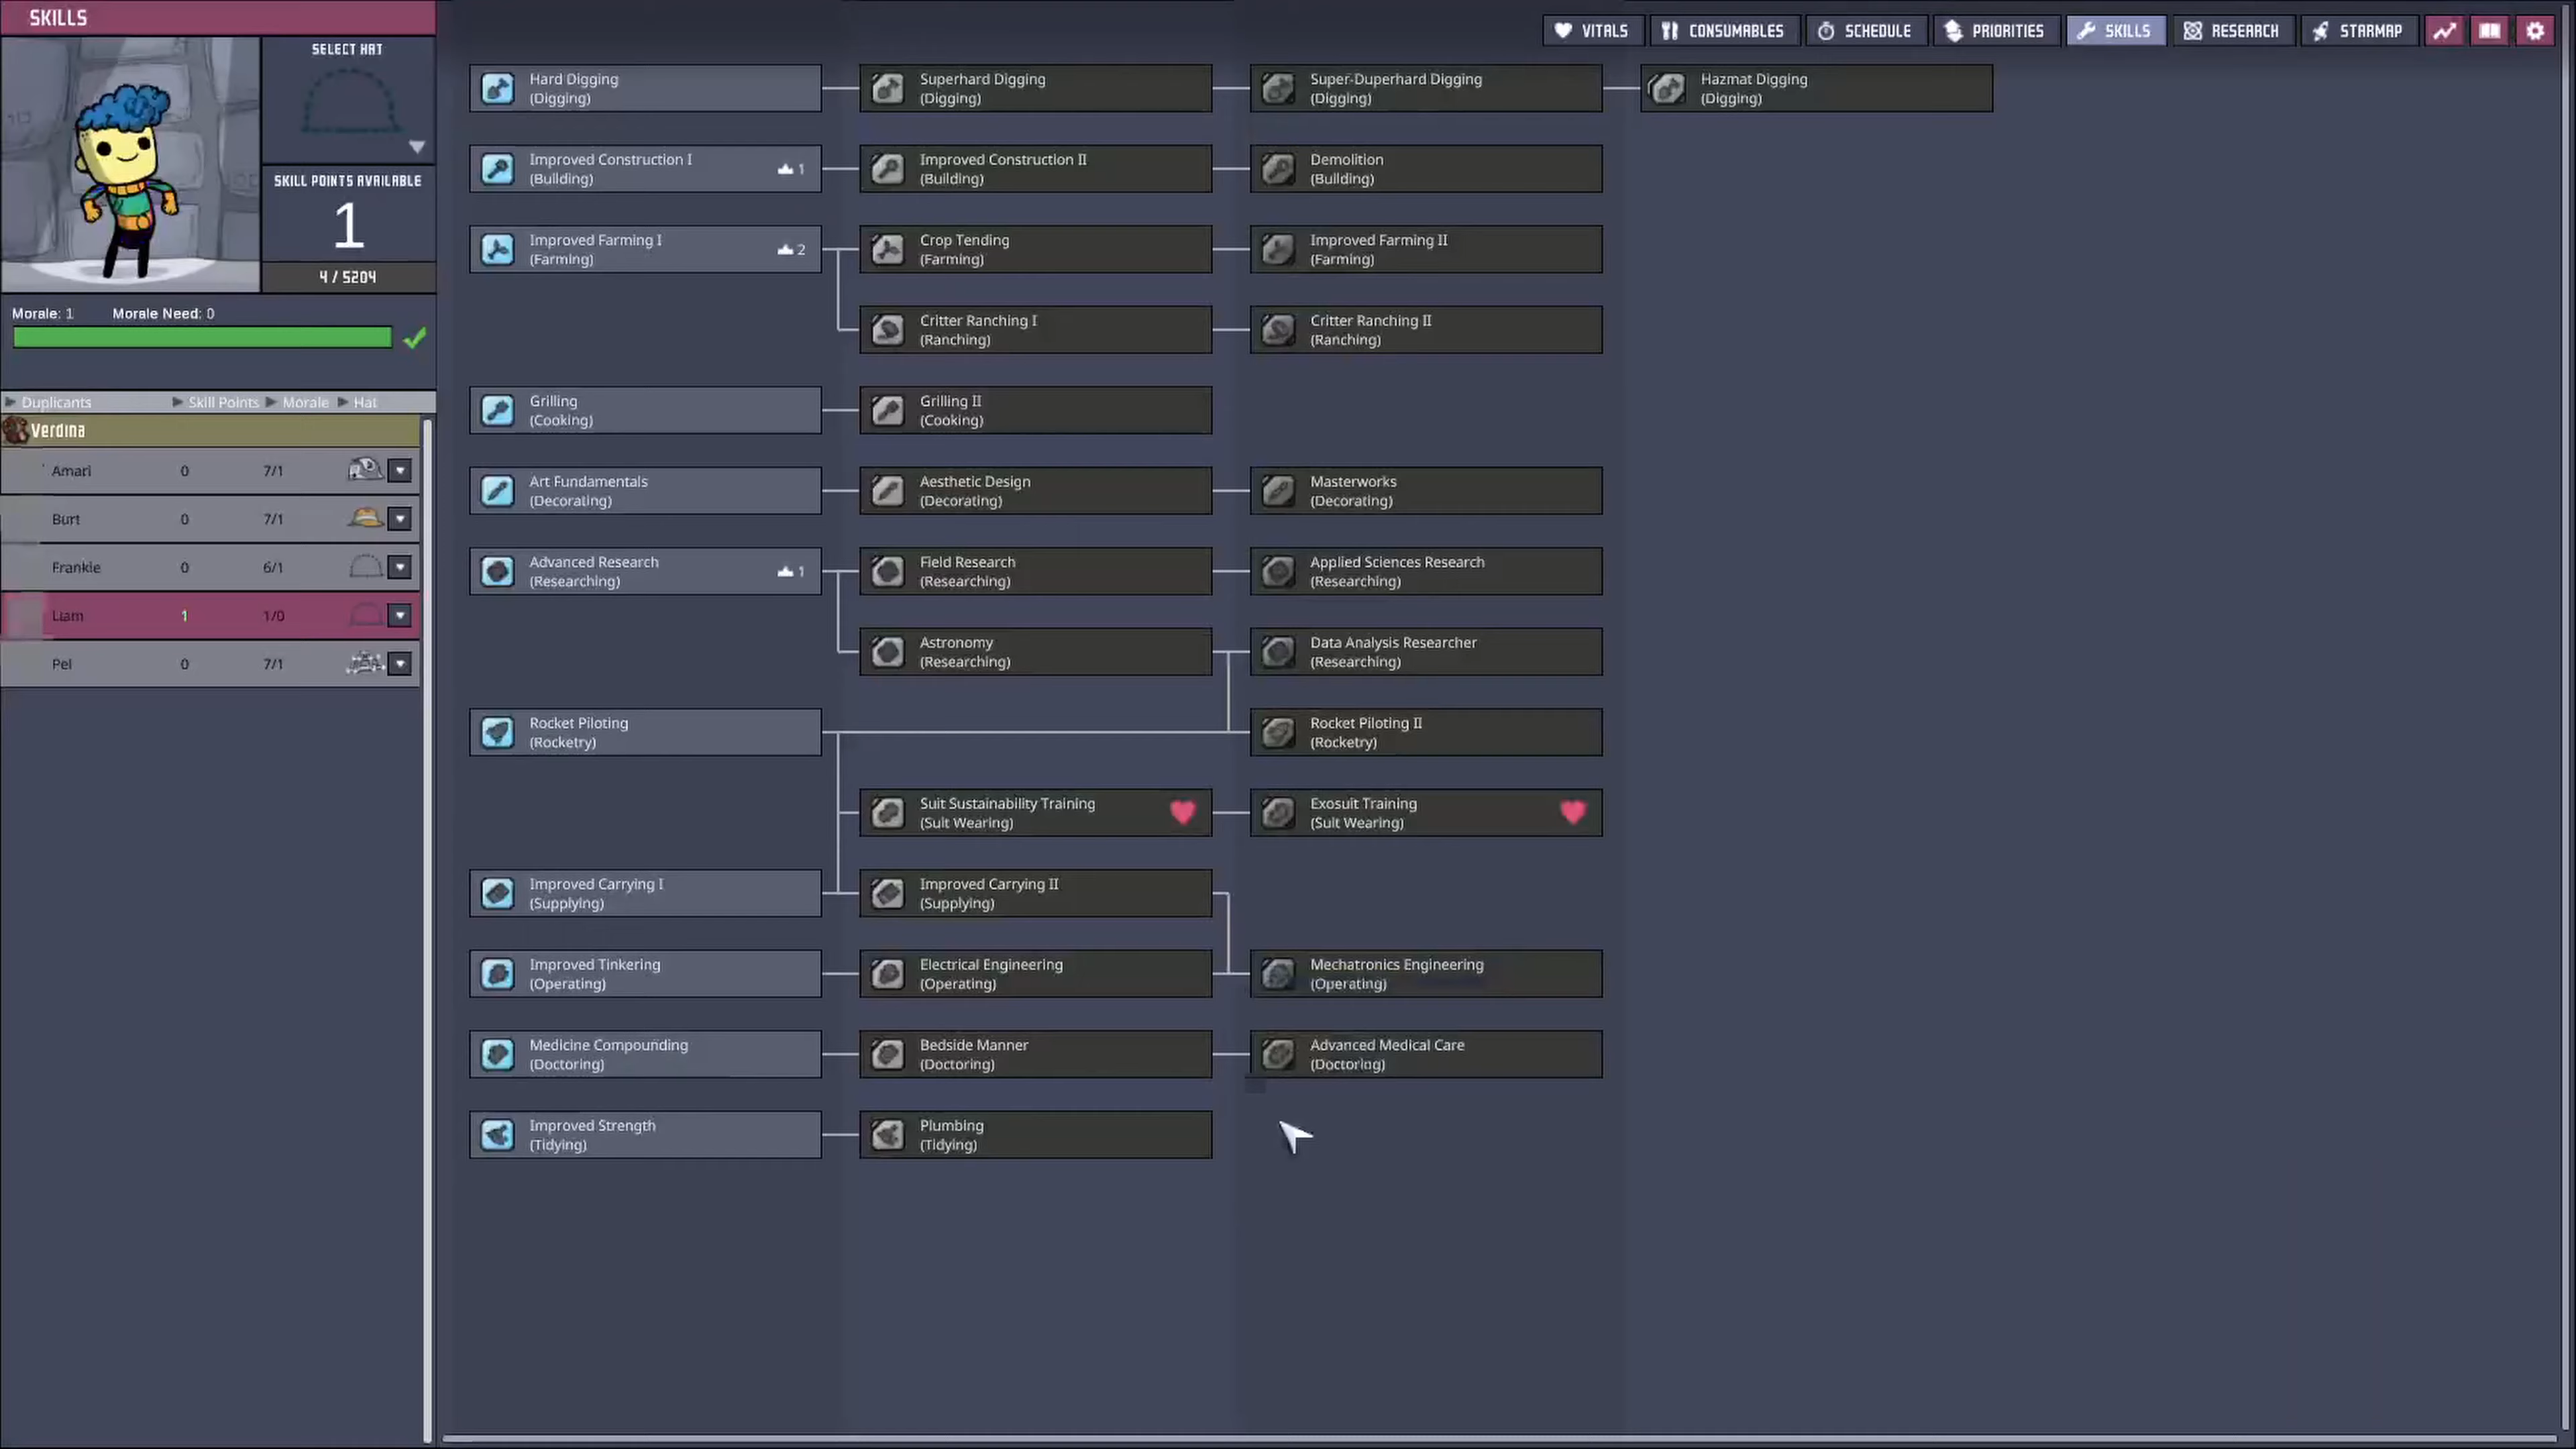 SKILLS
VITALS
CONSUMABLES
SCHEDULE
PRIORITIES
SKILLS
RESEARCH
STARMAP
SELECT HAT
SKILL POINTS AVAILABLE
1
4 / 5204
Morale: 1 Morale Need: 0
Duplicants Skill Points Morale Hat
Verdina
Amari 0 7/1
Burt 0 7/1
Frankie 0 6/1
Liam 1 1/0
Pei 0 7/1
Hard Digging
(Digging)
Superhard Digging
(Digging)
Super-Duperhard Digging
(Digging)
Hazmat Digging
(Digging)
Improved Construction I
(Building)
1
Improved Construction II
(Building)
Demolition
(Building)
Improved Farming I
(Farming)
2
Crop Tending
(Farming)
Improved Farming II
(Farming)
Critter Ranching I
(Ranching)
Critter Ranching II
(Ranching)
Grilling
(Cooking)
Grilling II
(Cooking)
Art Fundamentals
(Decorating)
Aesthetic Design
(Decorating)
Masterworks
(Decorating)
Advanced Research
(Researching)
1
Field Research
(Researching)
Applied Sciences Research
(Researching)
Astronomy
(Researching)
Data Analysis Researcher
(Researching)
Rocket Piloting
(Rocketry)
Rocket Piloting II
(Rocketry)
Suit Sustainability Training
(Suit Wearing)
Exosuit Training
(Suit Wearing)
Improved Carrying I
(Supplying)
Improved Carrying II
(Supplying)
Improved Tinkering
(Operating)
Electrical Engineering
(Operating)
Mechatronics Engineering
(Operating)
Medicine Compounding
(Doctoring)
Bedside Manner
(Doctoring)
Advanced Medical Care
(Doctoring)
Improved Strength
(Tidying)
Plumbing
(Tidying)